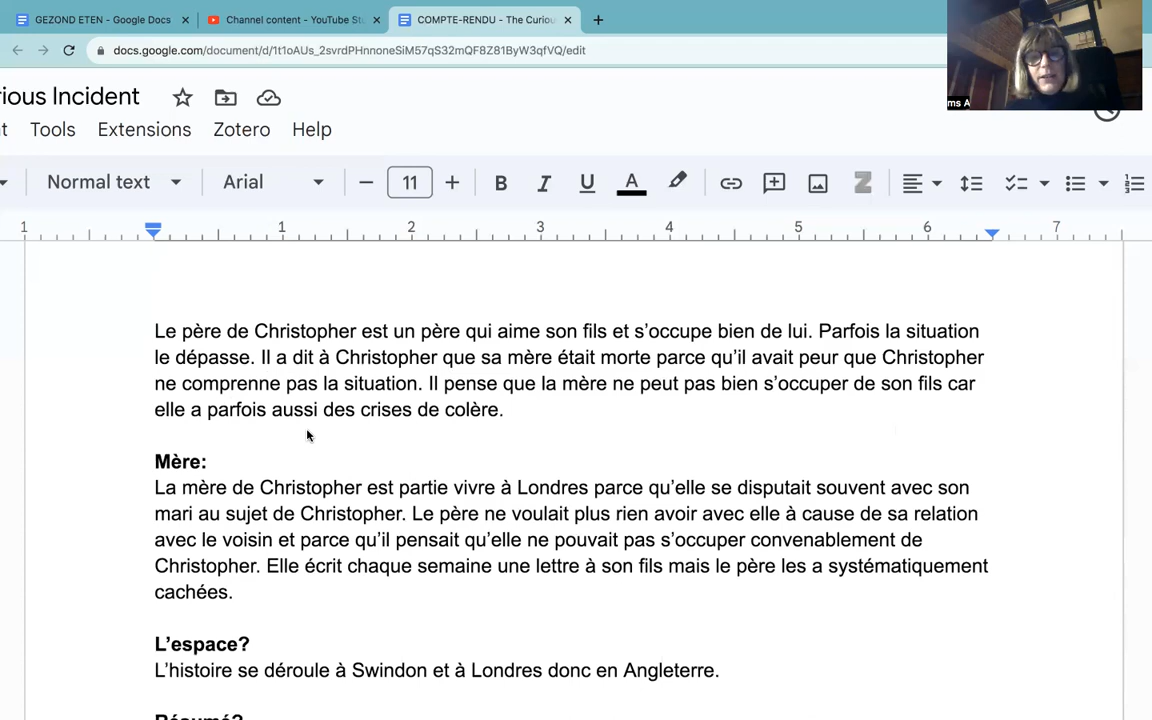 GEZOND ETEN - Google Docs
Channel content - YouTube St
COMPTE-RENDU - The Curiou
docs.google.com/document/d/1t1oAUs_2svrdPHnnoneSiM57qS32mQF8Z81ByW3qfVQ/edit
ms A
rious Incident
t Tools Extensions Zotero Help
Normal text Arial 11 B I U A Z
1 1 2 3 4 5 6 7
Le père de Christopher est un père qui aime son fils et s’occupe bien de lui. Parfois la situation
le dépasse. Il a dit à Christopher que sa mère était morte parce qu’il avait peur que Christopher
ne comprenne pas la situation. Il pense que la mère ne peut pas bien s’occuper de son fils car
elle a parfois aussi des crises de colère.
Mère:
La mère de Christopher est partie vivre à Londres parce qu’elle se disputait souvent avec son
mari au sujet de Christopher. Le père ne voulait plus rien avoir avec elle à cause de sa relation
avec le voisin et parce qu’il pensait qu’elle ne pouvait pas s’occuper convenablement de
Christopher. Elle écrit chaque semaine une lettre à son fils mais le père les a systématiquement
cachées.
L’espace?
L’histoire se déroule à Swindon et à Londres donc en Angleterre.
Résumé?